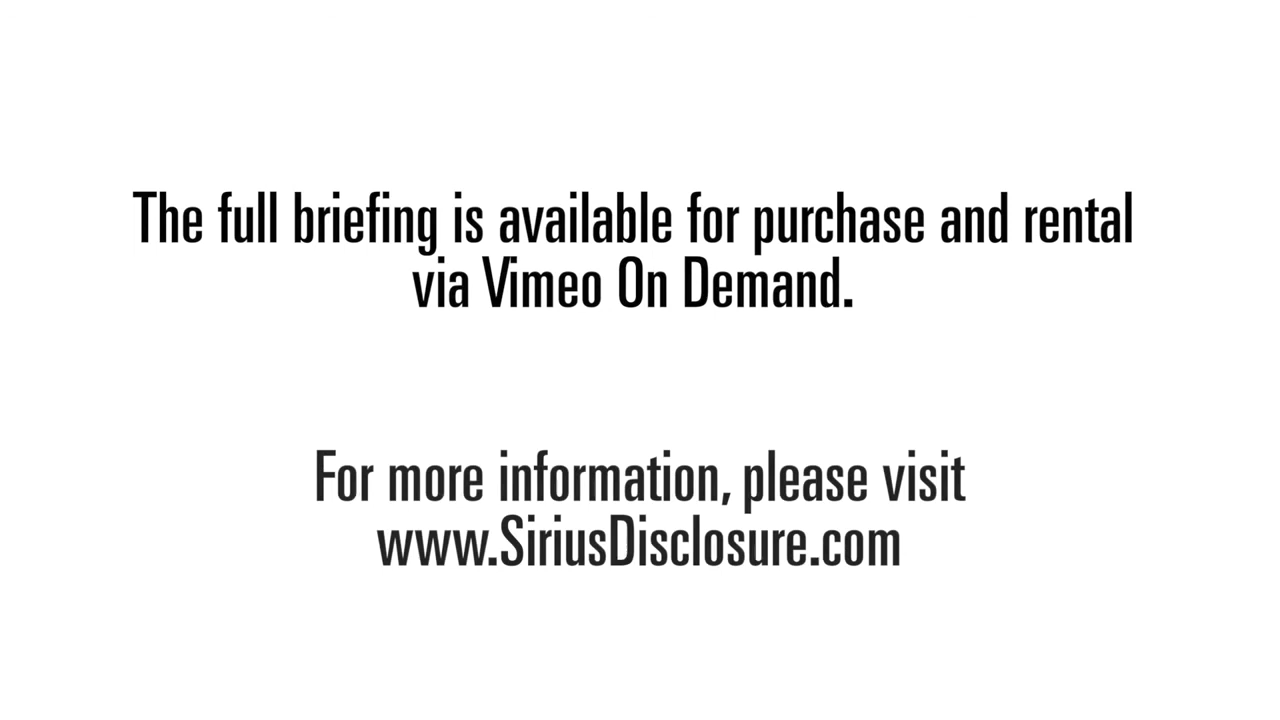 The full briefing is available for purchase and rental
via Vimeo On Demand.
For more information, please visit
www.SiriusDisclosure.com